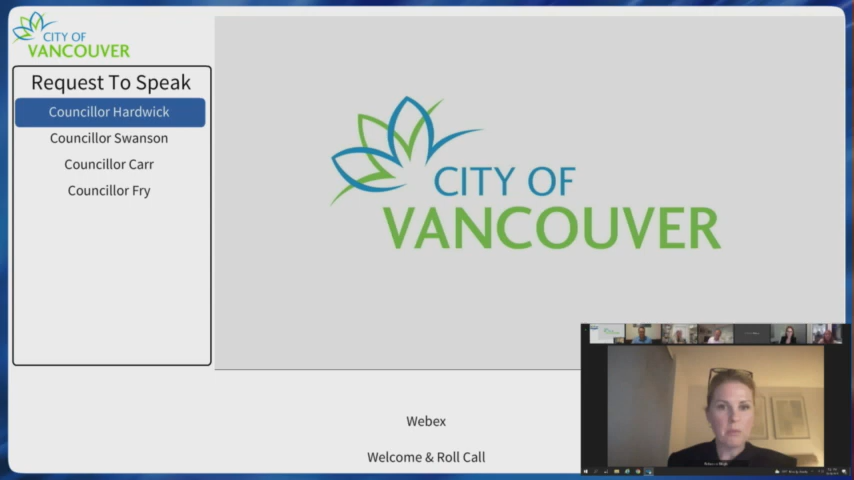 CITY OF
VANCOUVER
Request To Speak
Councillor Hardwick
Councillor Swanson
Councillor Carr
Councillor Fry
CITY OF
VANCOUVER
Webex
Welcome & Roll Call